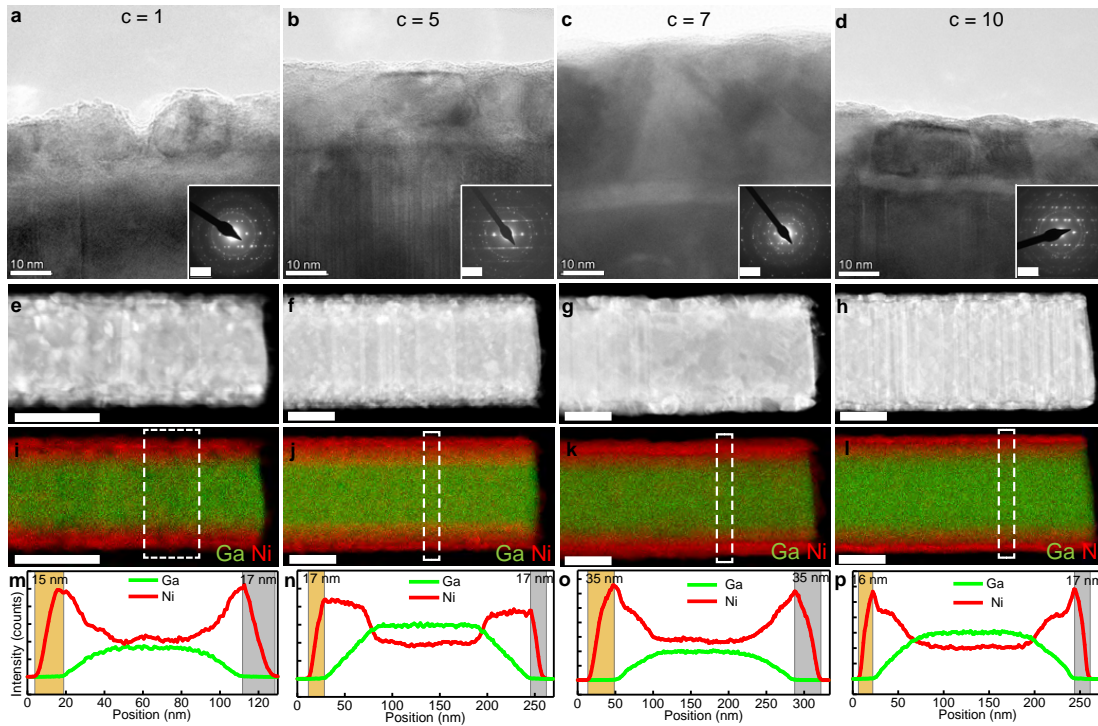 a c = 1
b c = 5
c c = 7
d c = 10
10 nm
10 nm
10 nm
10 nm
e
f
g
h
i
Ga Ni
j
Ga Ni
k
Ga Ni
l
Ga Ni
m
15 nm
Ga
Ni
17 nm
Intensity (counts)
0 20 40 60 80 100 120
Position (nm)
n
17 nm
Ga
Ni
17 nm
0 50 100 150 200 250
Position (nm)
o
35 nm
Ga
Ni
35 nm
0 50 100 150 200 250 300
Position (nm)
p
16 nm
Ga
Ni
17 nm
0 50 100 150 200 250
Position (nm)